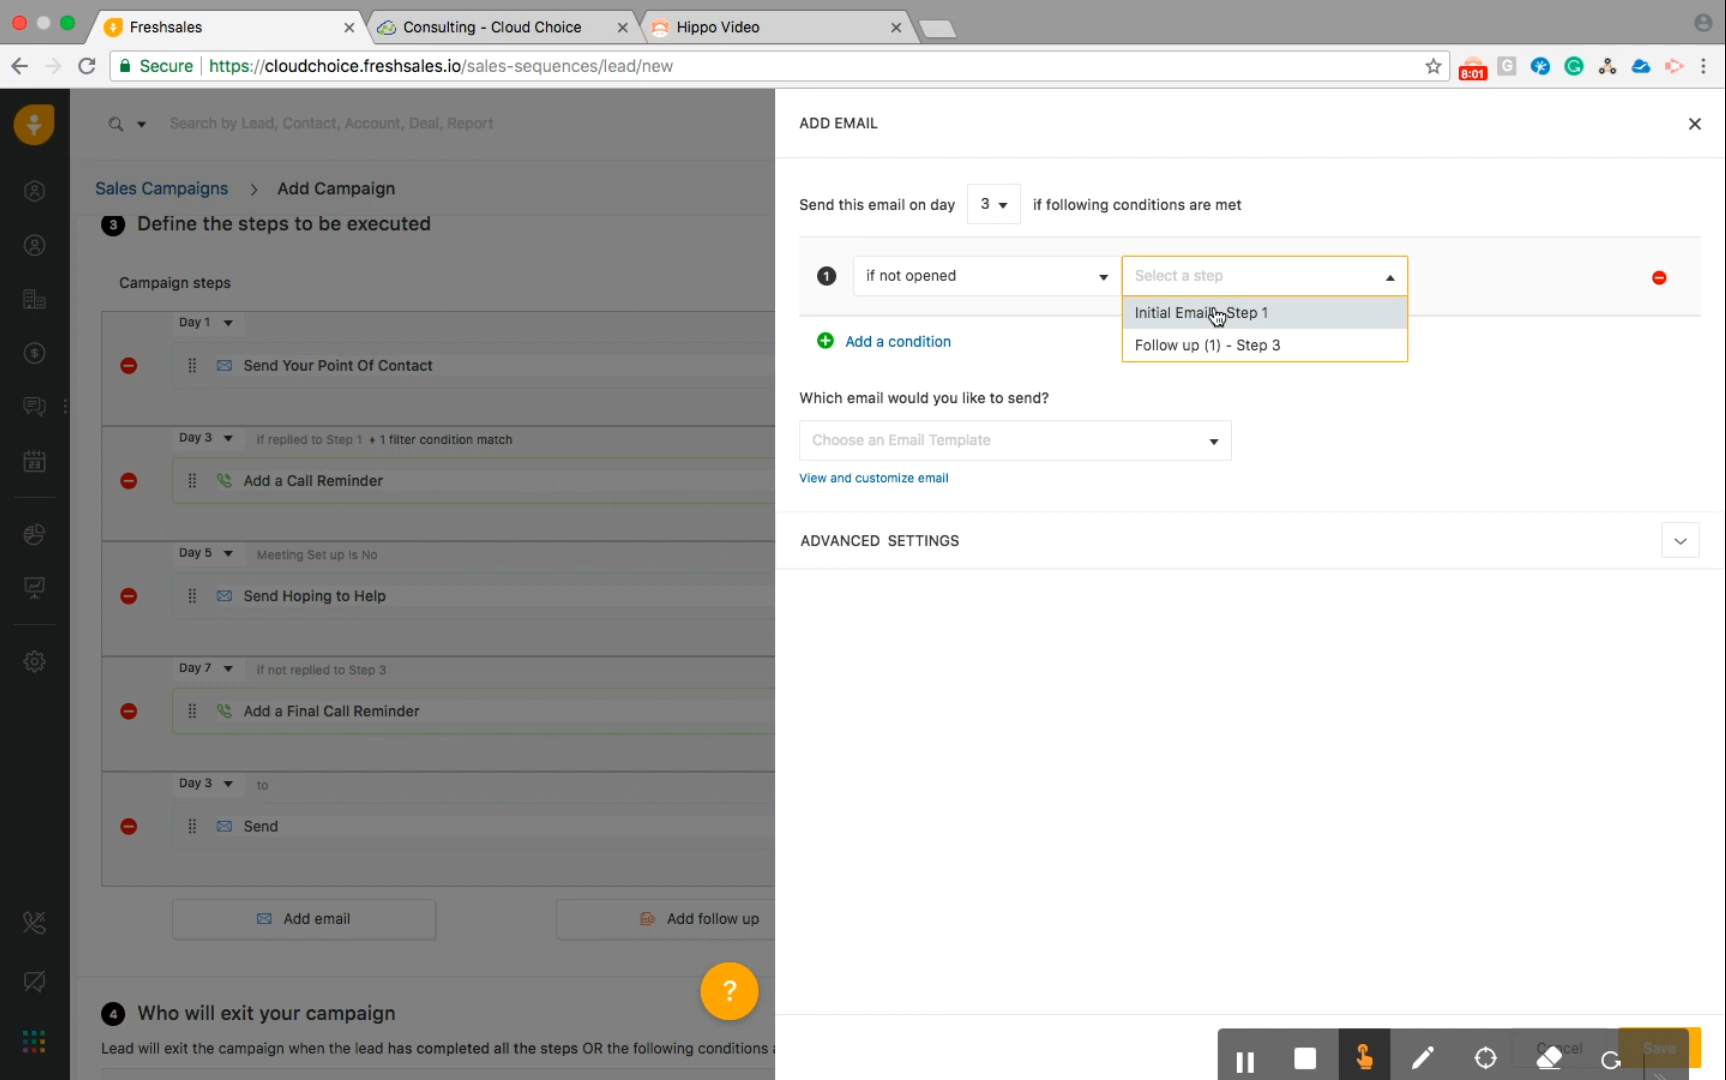 Freshsales
Consulting - Cloud Choice
Hippo Video
Secure
https://cloudchoice.freshsales.io/sales-sequences/lead/new
8:01
G
Search by Lead, Contact, Account, Deal, Report
Sales Campaigns > Add Campaign
3 Define the steps to be executed
Campaign steps
Day 1
Send Your Point Of Contact
Day 3 if replied to Step 1 + 1 filter condition match
Add a Call Reminder
Day 5 Meeting Set up is No
Send Hoping to Help
Day 7 if not replied to Step 3
Add a Final Call Reminder
Day 3 to
Send
Add email
Add follow up
?
4 Who will exit your campaign
Lead will exit the campaign when the lead has completed all the steps OR the following conditions
23
ADD EMAIL
Send this email on day 3 if following conditions are met
1 if not opened Select a step
Initial Email - Step 1
Follow up (1) - Step 3
Add a condition
Which email would you like to send?
Choose an Email Template
View and customize email
ADVANCED SETTINGS
Save